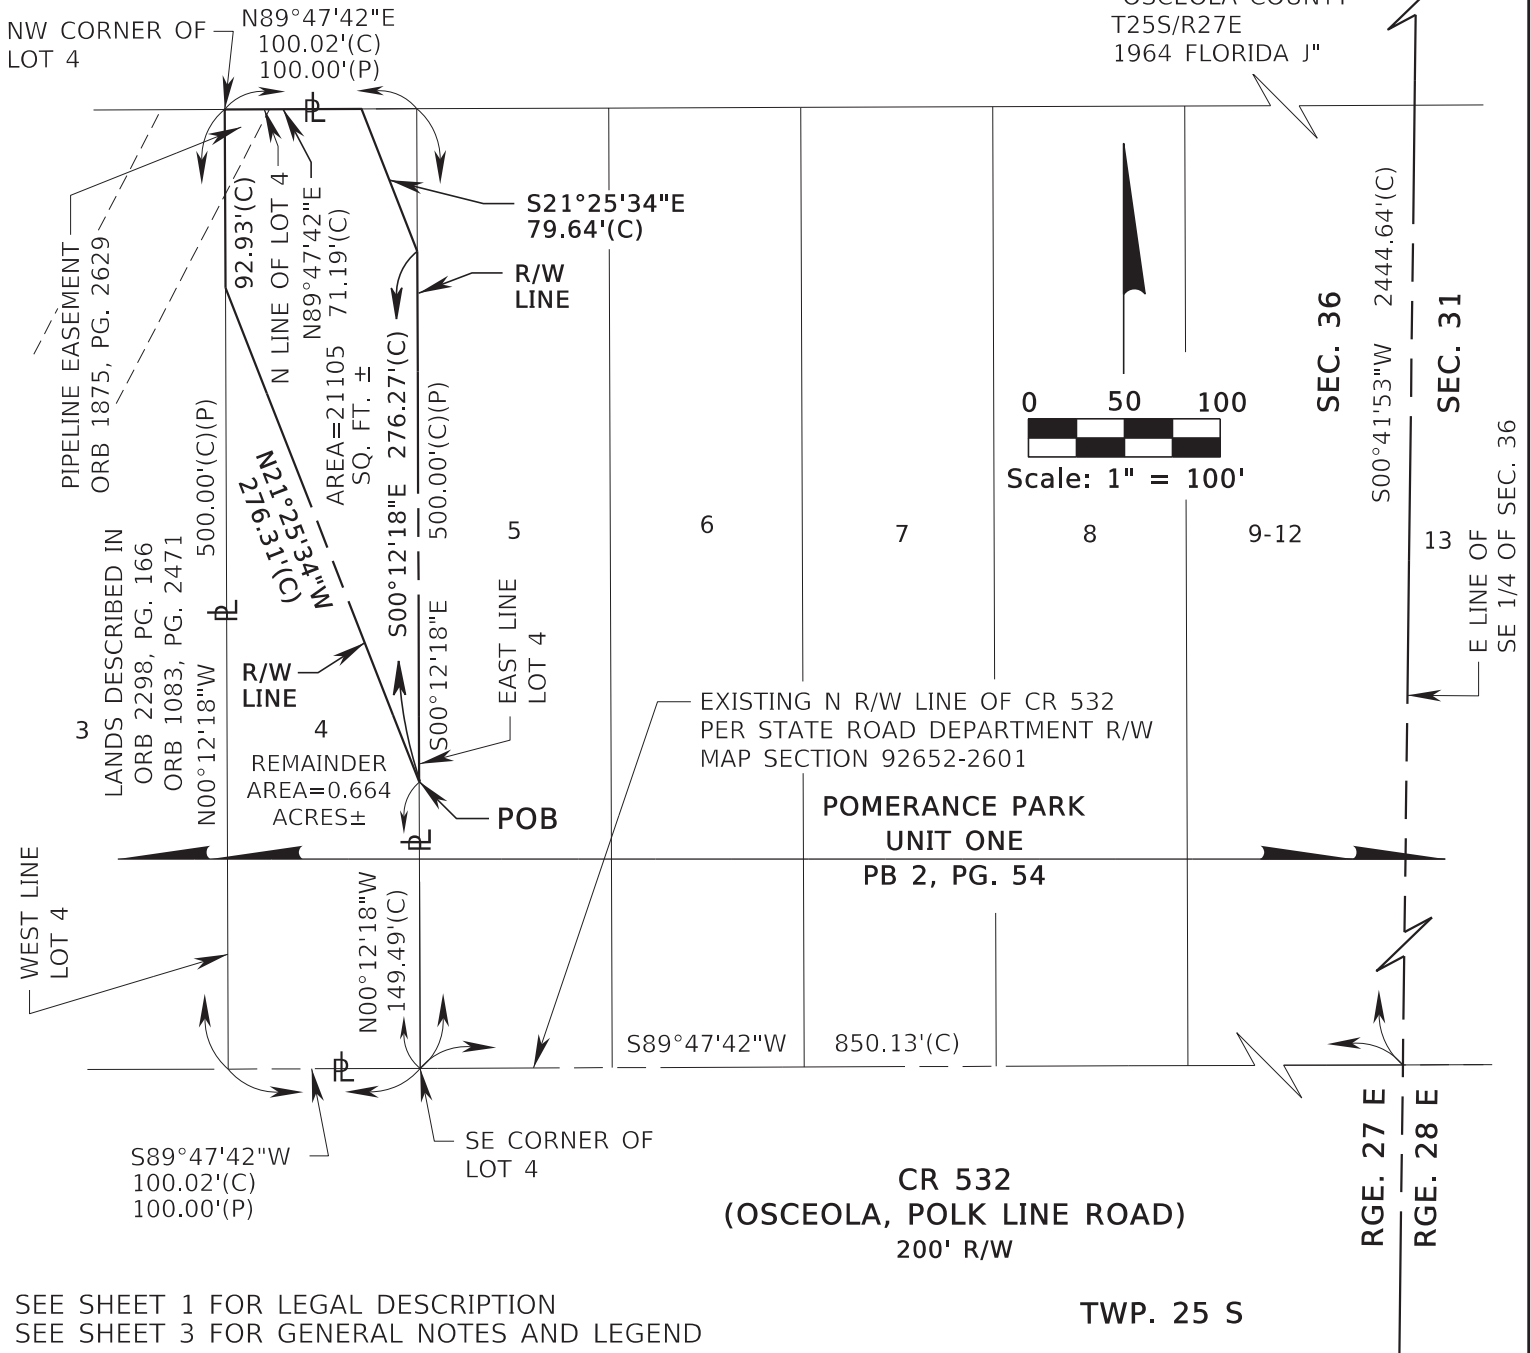 NW CORNER OF
LOT 4
N89°47'42"E
100.02'(C)
100.00'(P)
T25S/R27E
1964 FLORIDA J"
PIPELINE EASEMENT
ORB 1875, PG. 2629
92.93'(C)
N LINE OF LOT 4
N89°47'42"E
71.19'(C)
AREA=21105
SQ. FT. ±
S21°25'34"E
79.64'(C)
R/W
LINE
S00°12'18"E 276.27'(C)
500.00'(C)(P)
S00°12'18"E
500.00'(C)(P)
N00°12'18"W
N21°25'34"W
276.31'(C)
LANDS DESCRIBED IN
ORB 2298, PG. 166
ORB 1083, PG. 2471
R/W
LINE
EAST LINE
LOT 4
0 50 100
Scale: 1" = 100'
SEC. 36
S00°41'53"W 2444.64'(C)
SEC. 31
E LINE OF
SE 1/4 OF SEC. 36
3
4
5
6
7
8
9-12
13
REMAINDER
AREA=0.664
ACRES±
POB
EXISTING N R/W LINE OF CR 532
PER STATE ROAD DEPARTMENT R/W
MAP SECTION 92652-2601
POMERANCE PARK
UNIT ONE
PB 2, PG. 54
WEST LINE
LOT 4
N00°12'18"W
149.49'(C)
S89°47'42"W 850.13'(C)
S89°47'42"W
100.02'(C)
100.00'(P)
SE CORNER OF
LOT 4
CR 532
(OSCEOLA, POLK LINE ROAD)
200' R/W
RGE. 27 E
RGE. 28 E
TWP. 25 S
SEE SHEET 1 FOR LEGAL DESCRIPTION
SEE SHEET 3 FOR GENERAL NOTES AND LEGEND